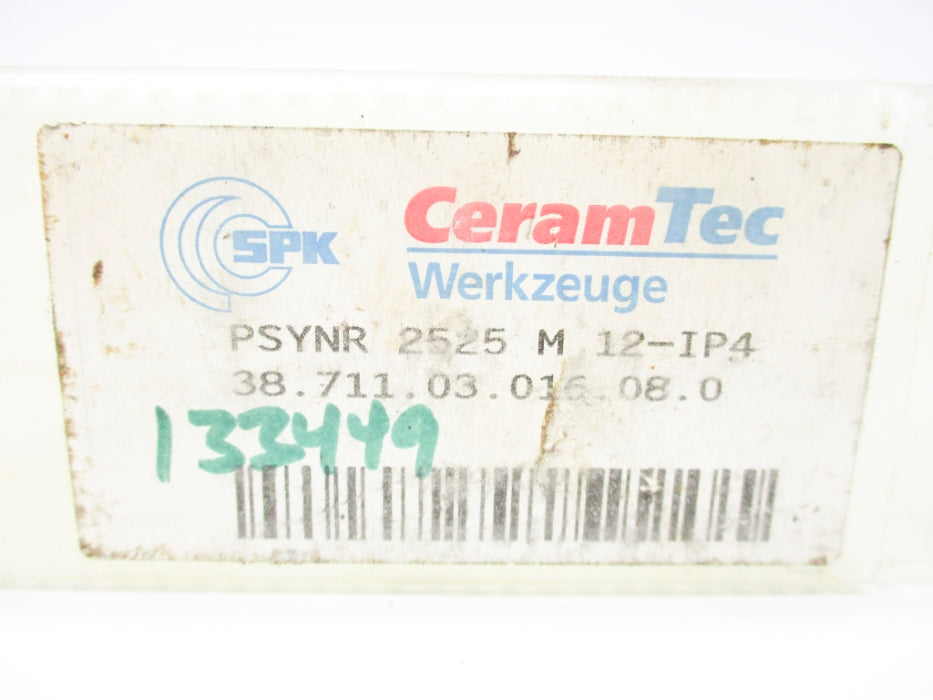 SPK
CeramTec
Werkzeuge
PSYNR 2525 M 12-IP4
38.711.03.016.08.0
133449